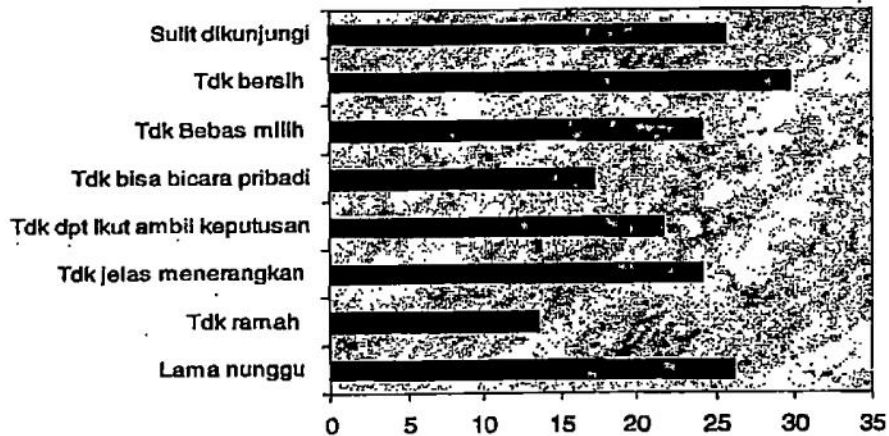 Sulit dikunjungi
Tdk bersih
Tdk Bebas milih
Tdk bisa bicara pribadi
Tdk dpt ikut ambil keputusan
Tdk jelas menerangkan
Tdk ramah
Lama nunggu
0 5 10 15 20 25 30 35